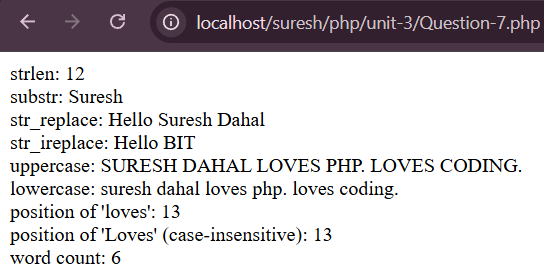 localhost/suresh/php/unit-3/Question-7.php
strlen: 12
substr: Suresh
str_replace: Hello Suresh Dahal
str_ireplace: Hello BIT
uppercase: SURESH DAHAL LOVES PHP. LOVES CODING.
lowercase: suresh dahal loves php. loves coding.
position of 'loves': 13
position of 'Loves' (case-insensitive): 13
word count: 6